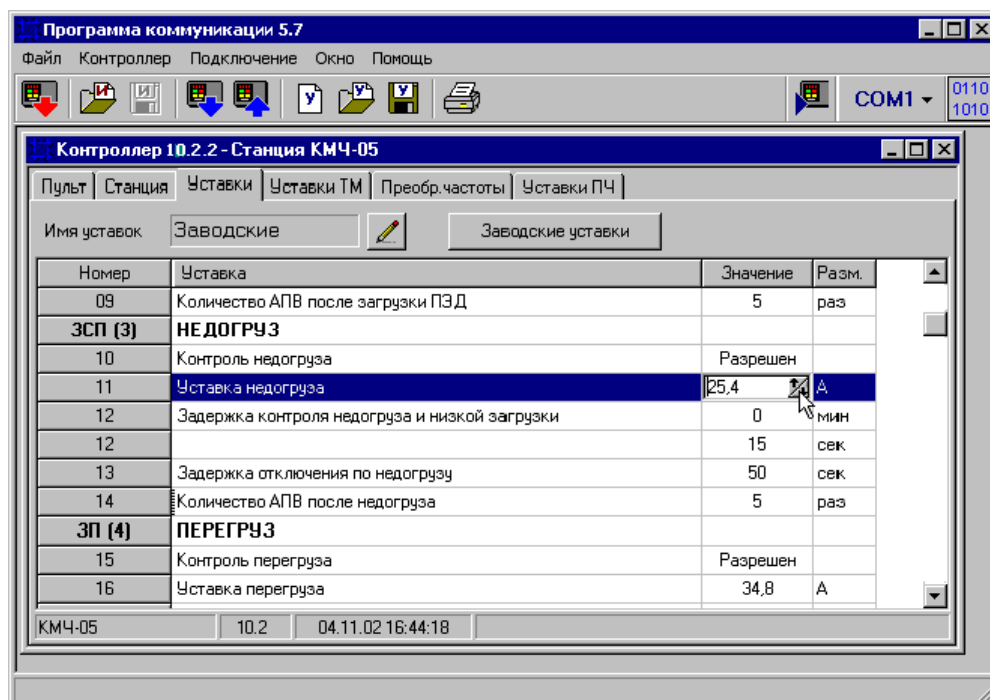 Программа коммуникации 5.7
Файл Контроллер Подключение Окно Помощь
И И У У У COM1 0110 1010
Контроллер 10.2.2 - Станция КМЧ-05
Пульт Станция Уставки Уставки ТМ Преобр.частоты Уставки ПЧ
Имя уставок Заводские Заводские уставки
Номер Уставка Значение Разм.
09 Количество АПВ после загрузки ПЭД 5 раз
ЗСП (3) НЕДОГРУЗ
10 Контроль недогруза Разрешен
11 Уставка недогруза 25,4 А
12 Задержка контроля недогруза и низкой загрузки 0 мин
12 15 сек
13 Задержка отключения по недогрузу 50 сек
14 Количество АПВ после недогруза 5 раз
ЗП (4) ПЕРЕГРУЗ
15 Контроль перегруза Разрешен
16 Уставка перегруза 34,8 А
КМЧ-05 10.2 04.11.02 16:44:18